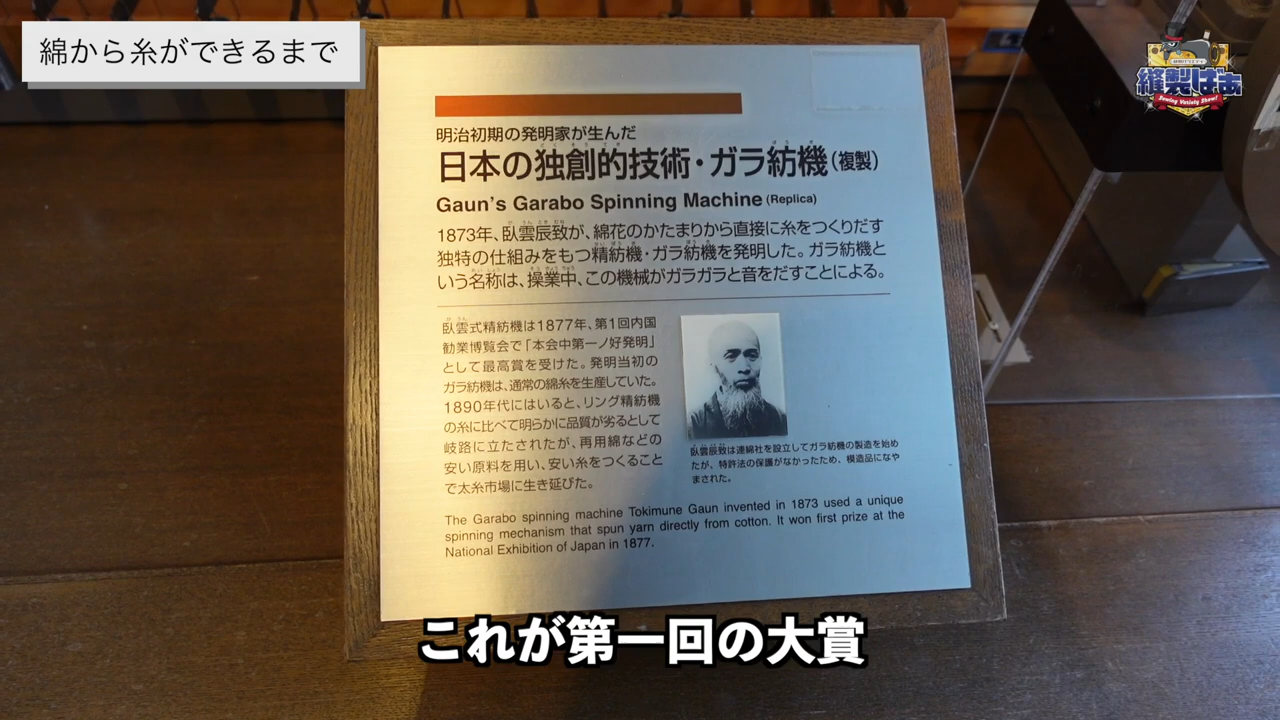 綿から糸ができるまで
縫製ばぁ
Sewing Variety Show!
明治初期の発明家が生んだ
日本の独創的技術・ガラ紡機(複製)
Gaun's Garabo Spinning Machine (Replica)
1873年、臥雲辰致が、綿花のかたまりから直接に糸をつくりだす
独特の仕組みをもつ精紡機・ガラ紡機を発明した。ガラ紡機と
いう名称は、操業中、この機械がガラガラと音をだすことによる。
臥雲式精紡機は1877年、第1回内国
勧業博覧会で「本会中第一ノ好発明」
として最高賞を受けた。発明当初の
ガラ紡機は、通常の綿糸を生産していた。
1890年代にはいると、リング精紡機
の糸に比べて明らかに品質が劣るとして
岐路に立たされたが、再用綿などの
安い原料を用い、安い糸をつくること
で太糸市場に生き延びた。
臥雲辰致は連綿社を設立してガラ紡機の製造を始め
たが、特許法の保護がなかったため、模造品になや
まされた。
The Garabo spinning machine Tokimune Gaun invented in 1873 used a unique
spinning mechanism that spun yarn directly from cotton. It won first prize at the
National Exhibition of Japan in 1877.
これが第一回の大賞